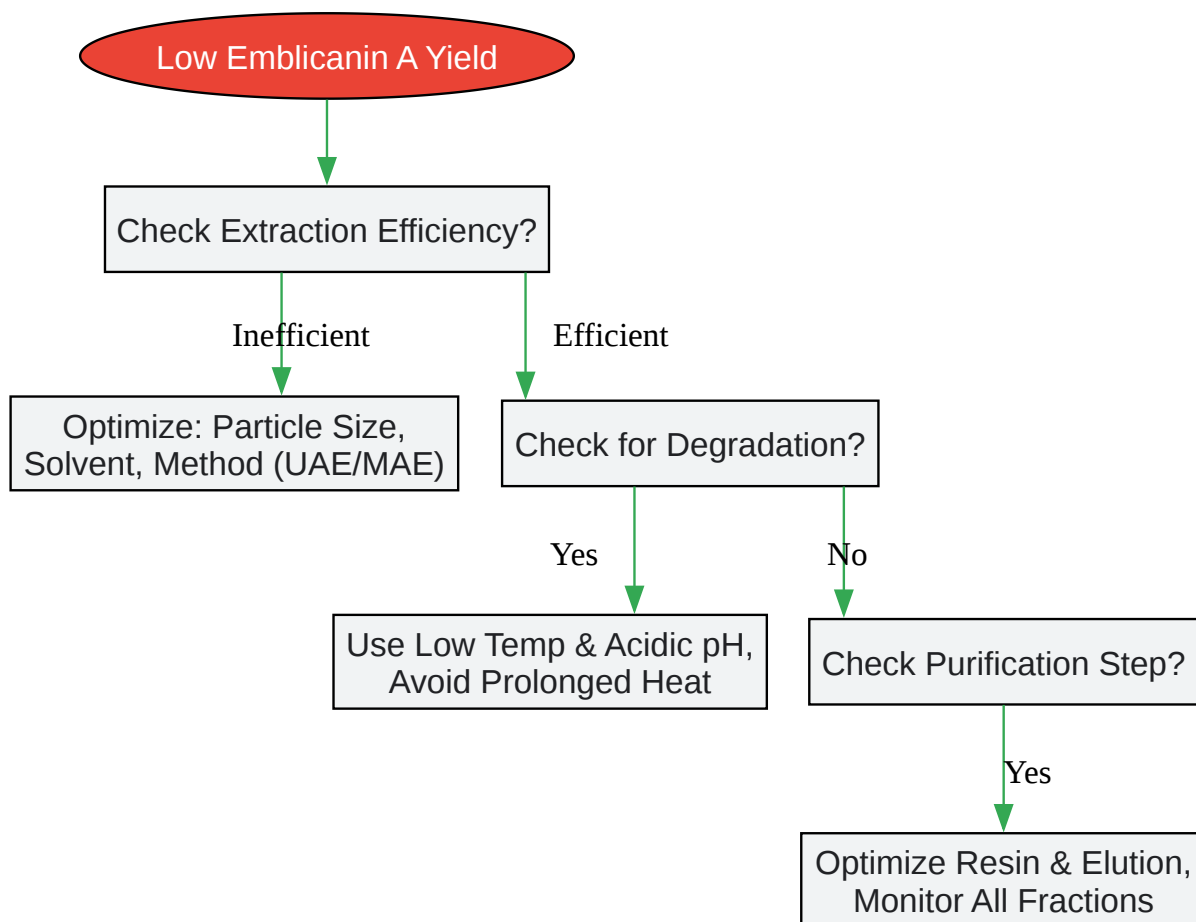 Low Emblicanin A Yield
Check Extraction Efficiency?
Inefficient
Efficient
Optimize: Particle Size,
Solvent, Method (UAE/MAE)
Check for Degradation?
Yes
No
Use Low Temp & Acidic pH,
Avoid Prolonged Heat
Check Purification Step?
Yes
Optimize Resin & Elution,
Monitor All Fractions